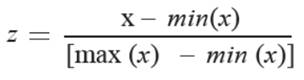 z = x − min(x) / [max (x) − min (x)]